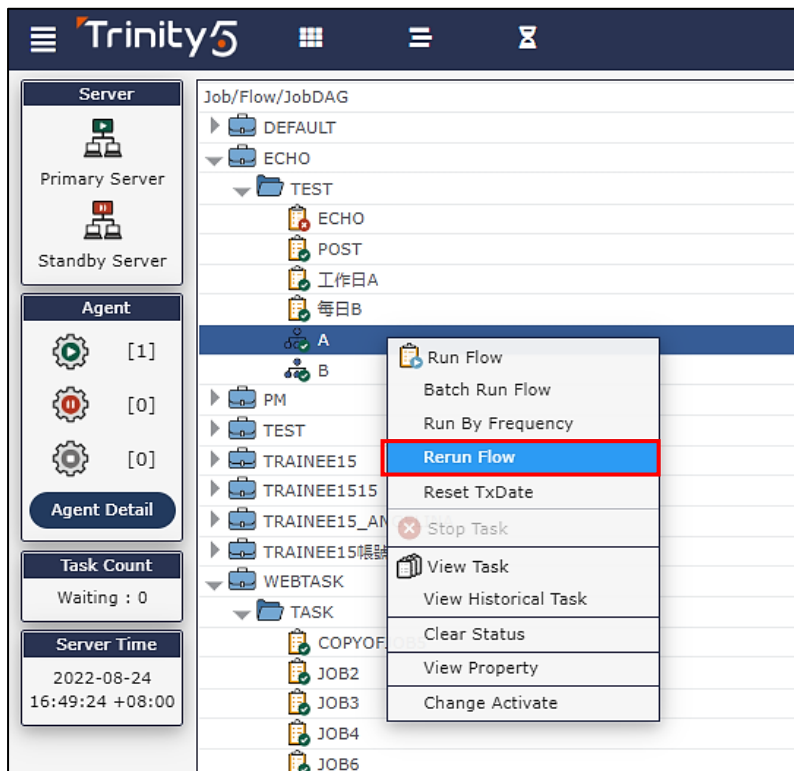 Trinity5
Server
Primary Server
Standby Server
Agent
[1]
[0]
[0]
Agent Detail
Task Count
Waiting : 0
Server Time
2022-08-24
16:49:24 +08:00
Job/Flow/JobDAG
DEFAULT
ECHO
TEST
ECHO
POST
工作日A
每日B
A
B
PM
TEST
TRAINEE15
TRAINEE1515
TRAINEE15_AN
TRAINEE15帳號
WEBTASK
TASK
COPYOF
JOB2
JOB3
JOB4
JOB6
Run Flow
Batch Run Flow
Run By Frequency
Rerun Flow
Reset TxDate
Stop Task
View Task
View Historical Task
Clear Status
View Property
Change Activate